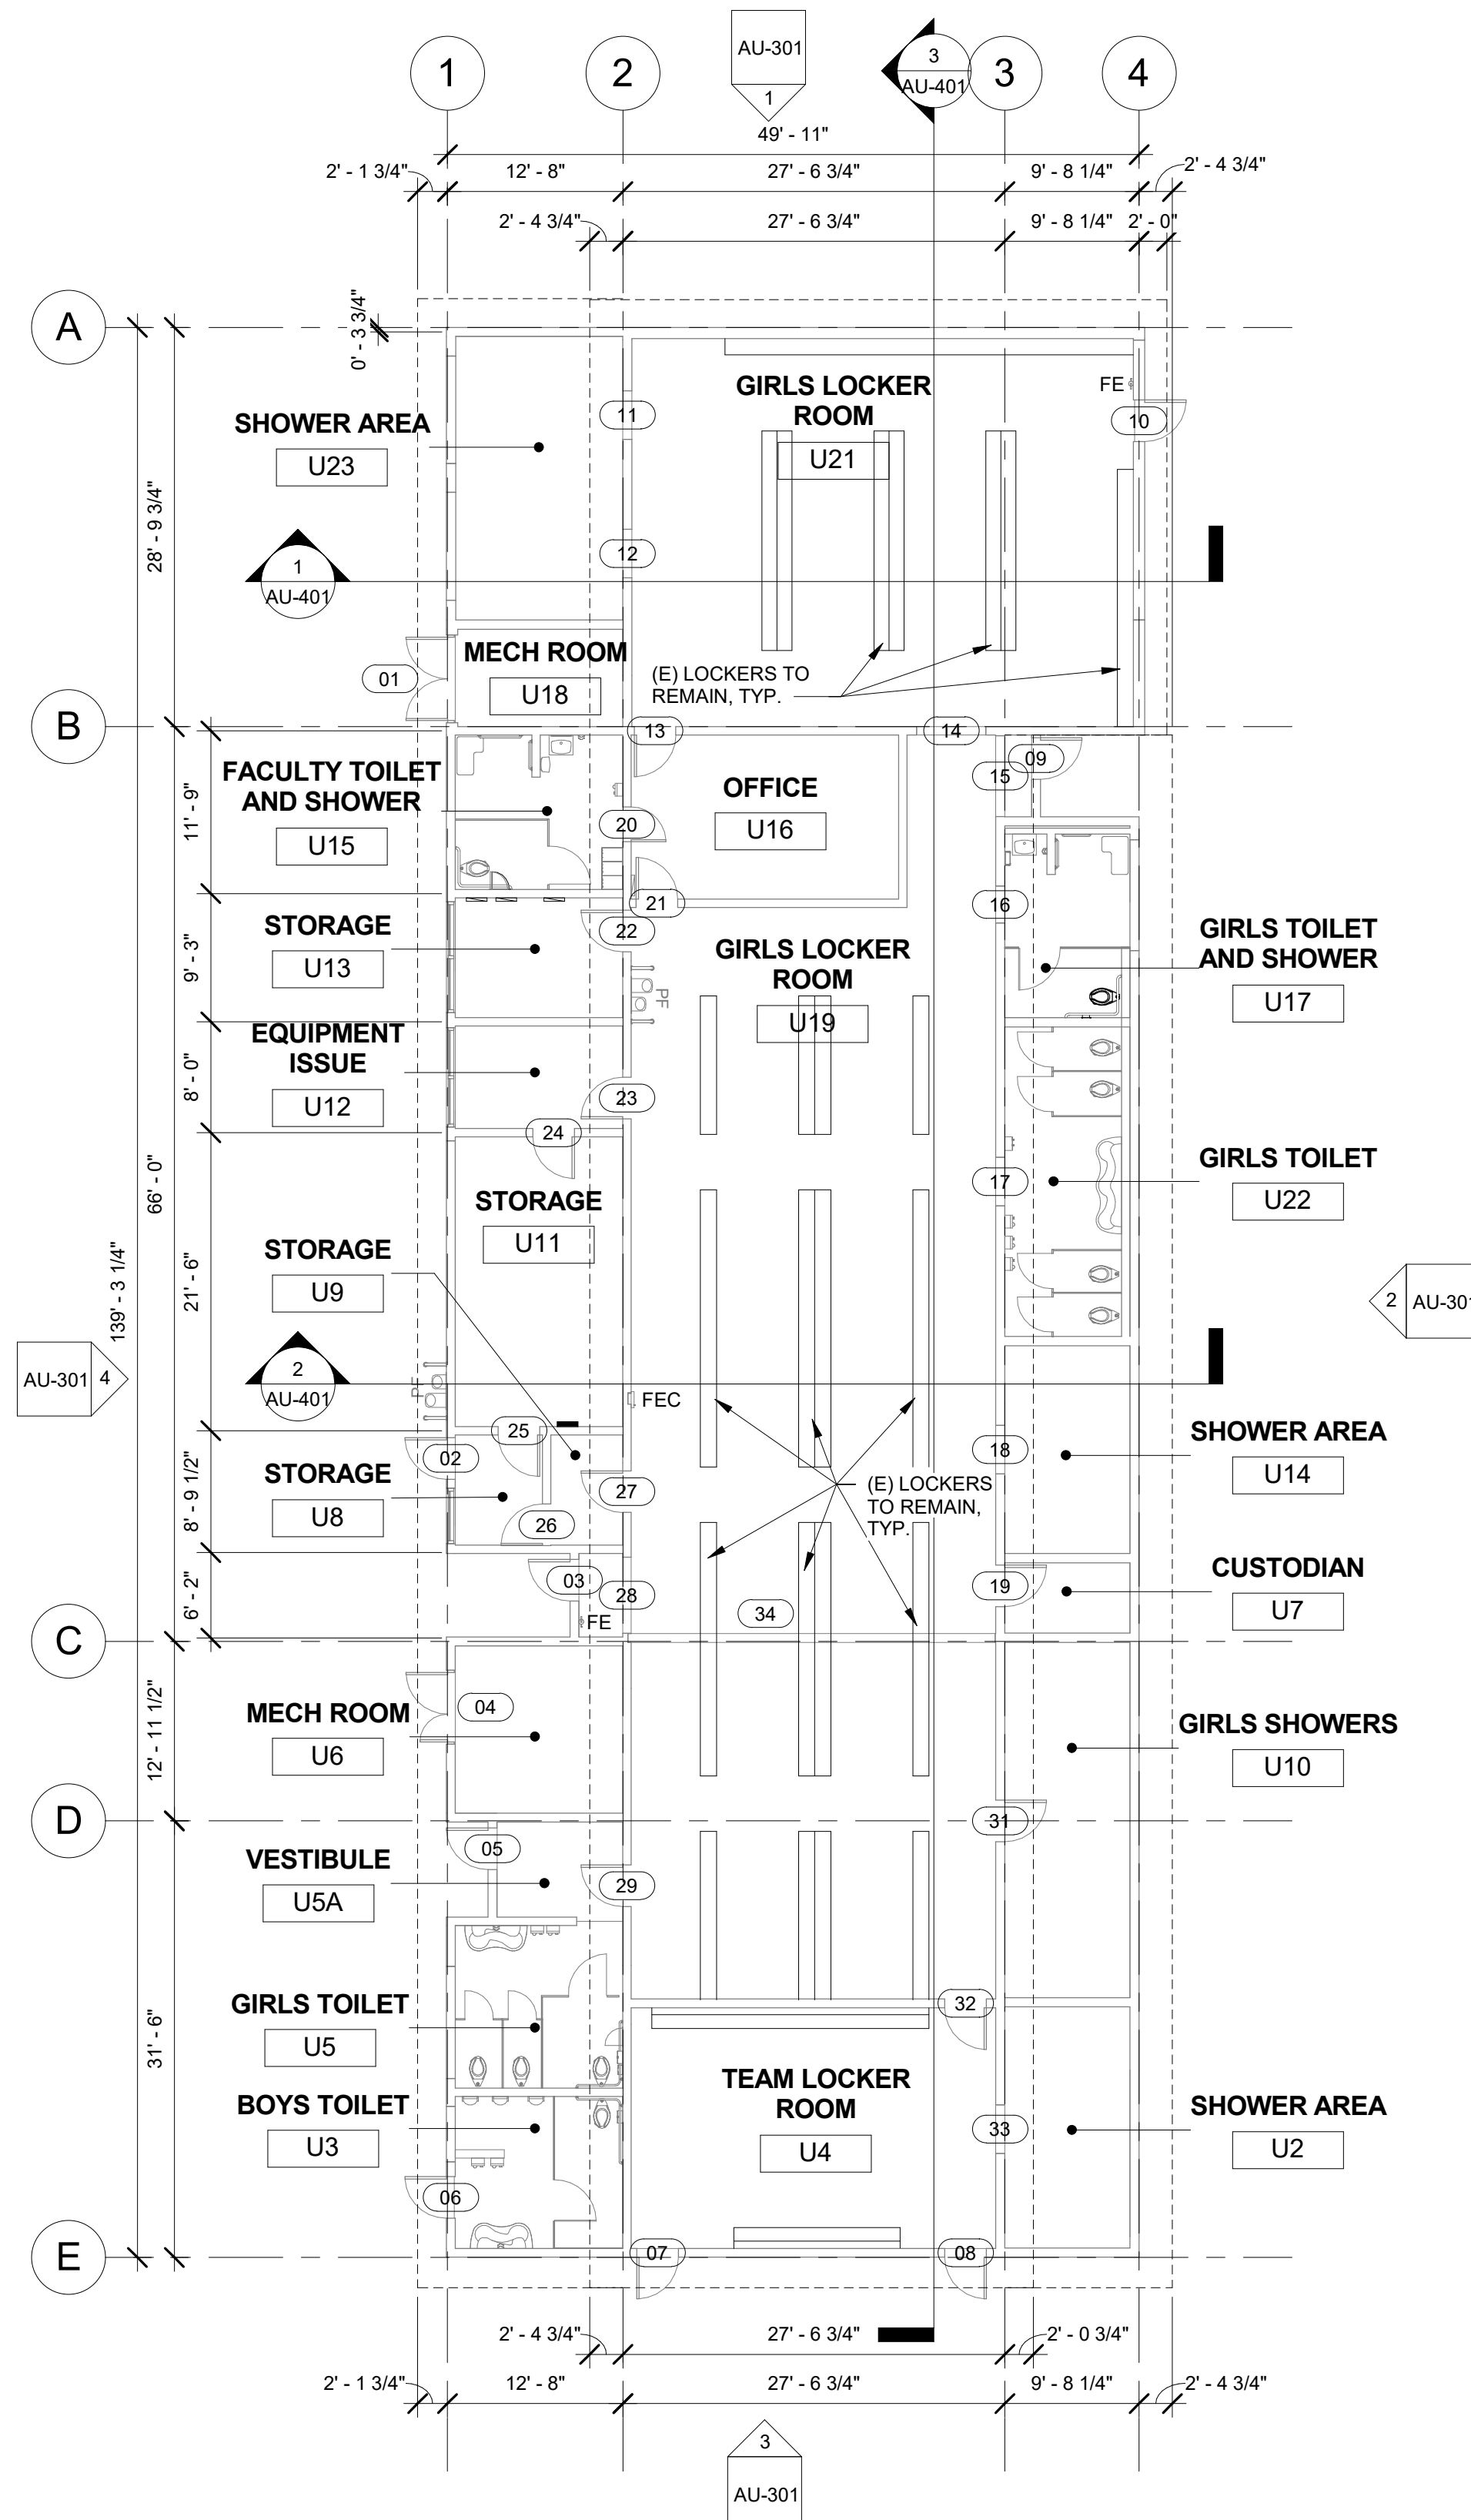 AU-301
1
1
2
3
AU-401
3
4
49' - 11"
2' - 1 3/4"
12' - 8"
27' - 6 3/4"
9' - 8 1/4"
2' - 4 3/4"
2' - 4 3/4"
27' - 6 3/4"
9' - 8 1/4"
2' - 0"
A
0' - 3 3/4"
SHOWER AREA
U23
11
GIRLS LOCKER
ROOM
U21
FE
10
28' - 9 3/4"
12
1
AU-401
MECH ROOM
U18
01
(E) LOCKERS TO
REMAIN, TYP.
B
13
14
15
09
FACULTY TOILET
AND SHOWER
U15
11' - 9"
20
OFFICE
U16
21
16
STORAGE
U13
9' - 3"
22
GIRLS LOCKER
ROOM
U19
PF
GIRLS TOILET
AND SHOWER
U17
EQUIPMENT
ISSUE
U12
8' - 0"
23
24
STORAGE
U11
17
GIRLS TOILET
U22
66' - 0"
STORAGE
U9
21' - 6"
139' - 3 1/4"
AU-301
4
2
AU-301
2
AU-401
PF
FEC
25
02
18
SHOWER AREA
U14
STORAGE
U8
8' - 9 1/2"
27
26
(E) LOCKERS
TO REMAIN,
TYP.
6' - 2"
03
28
FE
34
19
CUSTODIAN
U7
C
MECH ROOM
U6
04
12' - 11 1/2"
GIRLS SHOWERS
U10
D
31
05
VESTIBULE
U5A
29
GIRLS TOILET
U5
31' - 6"
32
BOYS TOILET
U3
TEAM LOCKER
ROOM
U4
33
SHOWER AREA
U2
06
E
07
08
2' - 4 3/4"
27' - 6 3/4"
2' - 0 3/4"
2' - 1 3/4"
12' - 8"
27' - 6 3/4"
9' - 8 1/4"
2' - 4 3/4"
3
AU-301